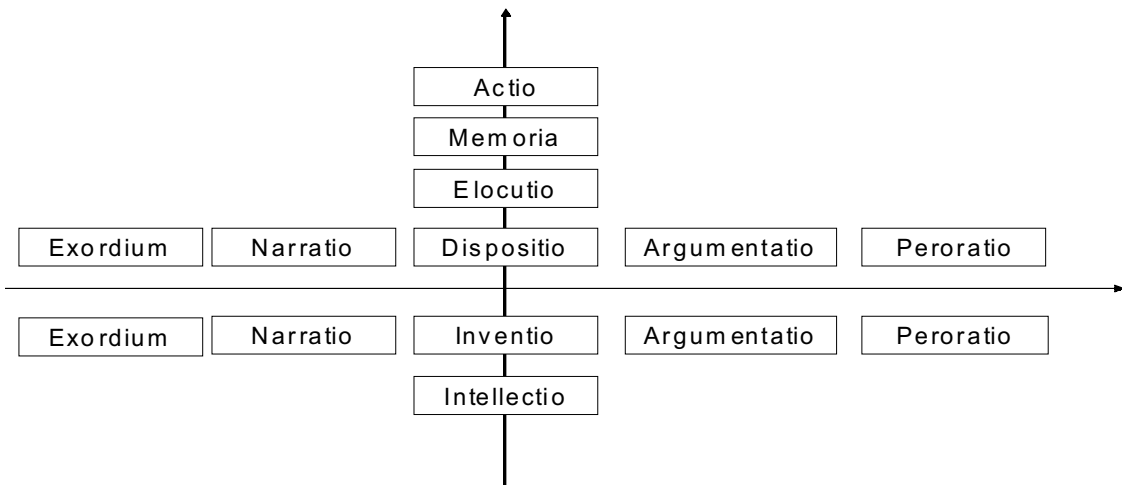 Actio
Memoria
Elocutio
Exordium Narratio Dispositio Argumentatio Peroratio
Exordium Narratio Inventio Argumentatio Peroratio
Intellectio